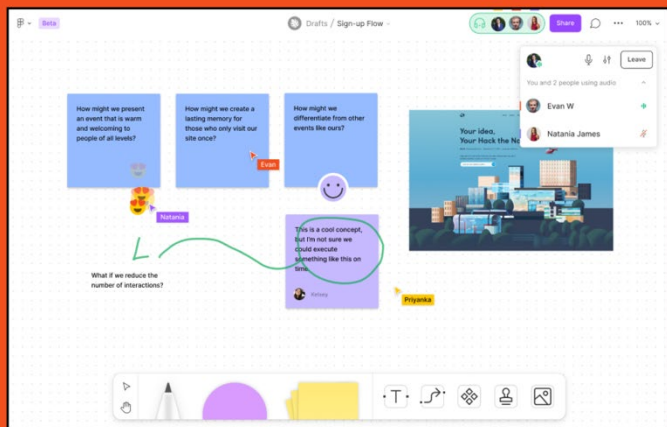 Beta
Drafts / Sign-up Flow
Share
100%
Leave
You and 2 people using audio
Evan W
Natania James
How might we present
an event that is warm
and welcoming to
people of all levels?
How might we create a
lasting memory for
those who only visit our
site once?
How might we
differentiate from other
events like ours?
Evan
Natania
Your idea,
Your Hack the
This is a cool concept,
but I'm not sure we
could execute
something like this on
time.
Kelsey
What if we reduce the
number of interactions?
Priyanka
T